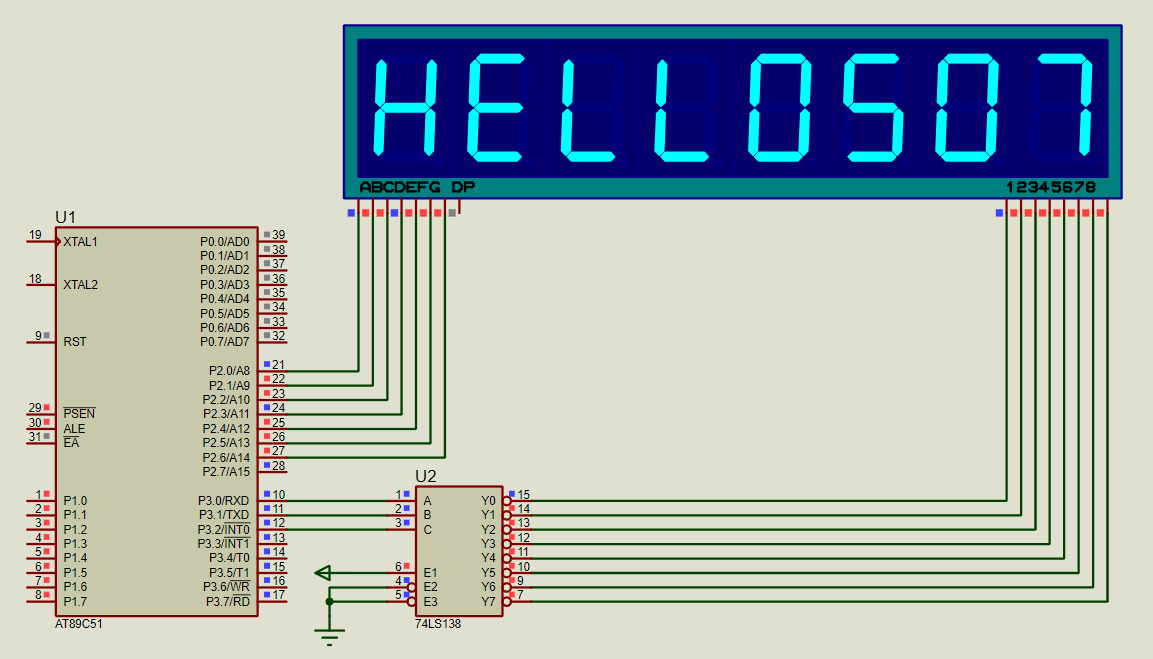 HELLOSO7
ABCDEFG DP 12345678
U1
19 XTAL1 P0.0/AD0 39
P0.1/AD1 38
P0.2/AD2 37
18 XTAL2 P0.3/AD3 36
P0.4/AD4 35
P0.5/AD5 34
P0.6/AD6 33
9 RST P0.7/AD7 32
P2.0/A8 21
P2.1/A9 22
P2.2/A10 23
29 PSEN P2.3/A11 24
30 ALE P2.4/A12 25
31 EA P2.5/A13 26
P2.6/A14 27
P2.7/A15 28
U2
1 P1.0 P3.0/RXD 10 1 A Y0 15
2 P1.1 P3.1/TXD 11 2 B Y1 14
3 P1.2 P3.2/INT0 12 3 C Y2 13
4 P1.3 P3.3/INT1 13 Y3 12
5 P1.4 P3.4/T0 14 Y4 11
6 P1.5 P3.5/T1 15 6 E1 Y5 10
7 P1.6 P3.6/WR 16 4 E2 Y6 9
8 P1.7 P3.7/RD 17 5 E3 Y7 7
AT89C51 74LS138